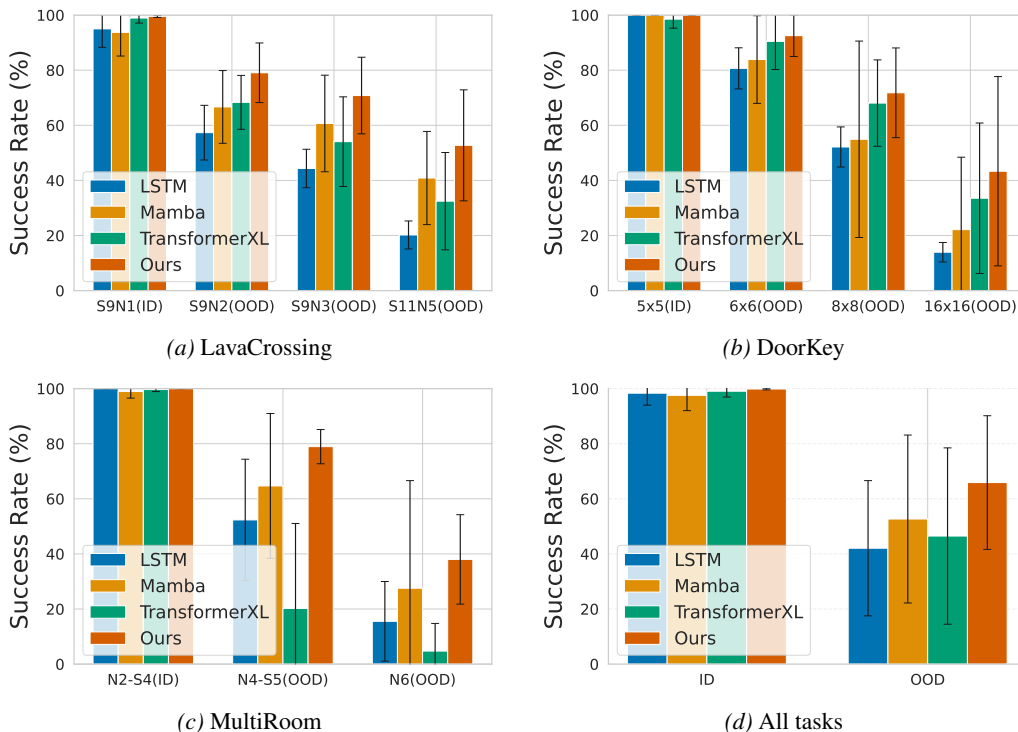 Success Rate (%)
100
80
60
40
20
0
LSTM
Mamba
TransformerXL
Ours
S9N1(ID) S9N2(OOD) S9N3(OOD) S11N5(OOD)
(a) LavaCrossing
Success Rate (%)
100
80
60
40
20
0
LSTM
Mamba
TransformerXL
Ours
5x5(ID) 6x6(OOD) 8x8(OOD) 16x16(OOD)
(b) DoorKey
Success Rate (%)
100
80
60
40
20
0
LSTM
Mamba
TransformerXL
Ours
N2-S4(ID) N4-S5(OOD) N6(OOD)
(c) MultiRoom
Success Rate (%)
100
80
60
40
20
0
LSTM
Mamba
TransformerXL
Ours
ID OOD
(d) All tasks